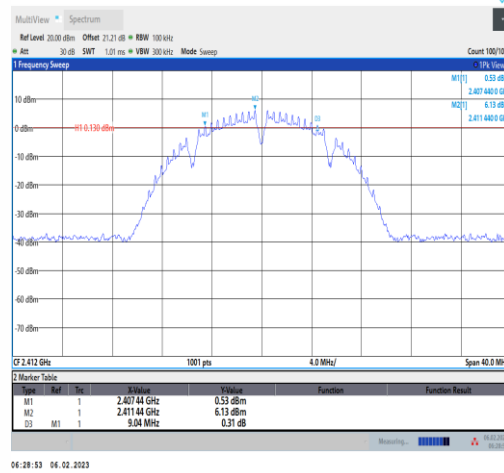 MultiView Spectrum
Ref Level 20.00 dBm Offset 21.21 dB RBW 100 kHz
Att 30 dB SWT 1.01 ms VBW 300 kHz Mode Sweep Count 100/10
1 Frequency Sweep 1Pk View
M1[1] 0.53 dB
2.407 440 0 G
M2[1] 6.13 dB
2.411 440 0 G
10 dBm
M2
M1
D3
0 dBm
H1 0,130 dBm
-10 dBm
-20 dBm
-30 dBm
-40 dBm
-50 dBm
-60 dBm
-70 dBm
CF 2.412 GHz 1001 pts 4.0 MHz/ Span 40.0 MH
2 Marker Table
Type Ref Trc X-Value Y-Value Function Function Result
M1 1 2.407 44 GHz 0.53 dBm
M2 1 2.411 44 GHz 6.13 dBm
D3 M1 1 9.04 MHz 0.31 dB
Measuring...
06:28:53 06.02.2023